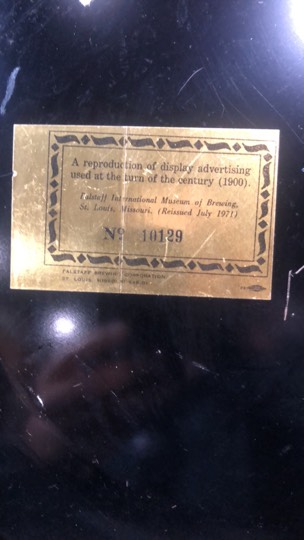 A reproduction of display advertising
used at the turn of the century (1900).
Falstaff International Museum of Brewing,
St. Louis, Missouri. (Reissued July 1971)
Nº 10129
FALSTAFF BREWING CORPORATION
ST. LOUIS, MISSOURI